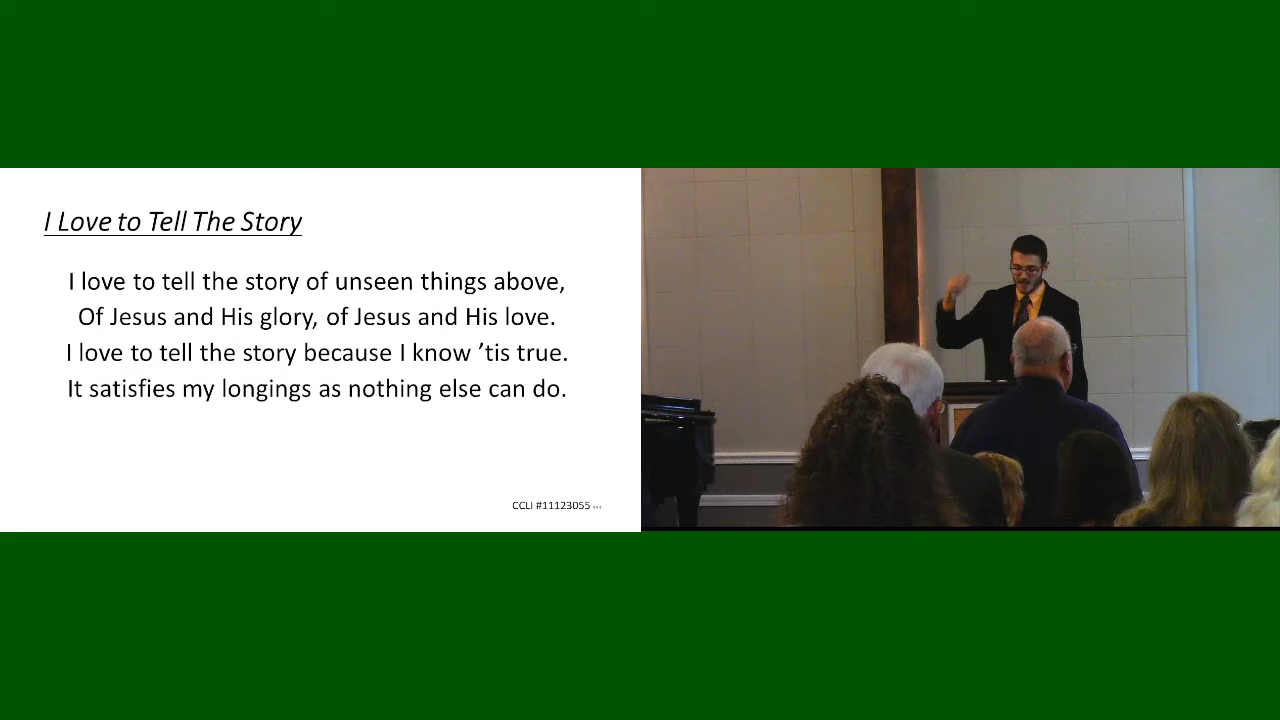 I Love to Tell The Story
I love to tell the story of unseen things above,
Of Jesus and His glory, of Jesus and His love.
I love to tell the story because I know ’tis true.
It satisfies my longings as nothing else can do.
CCLI #11123055